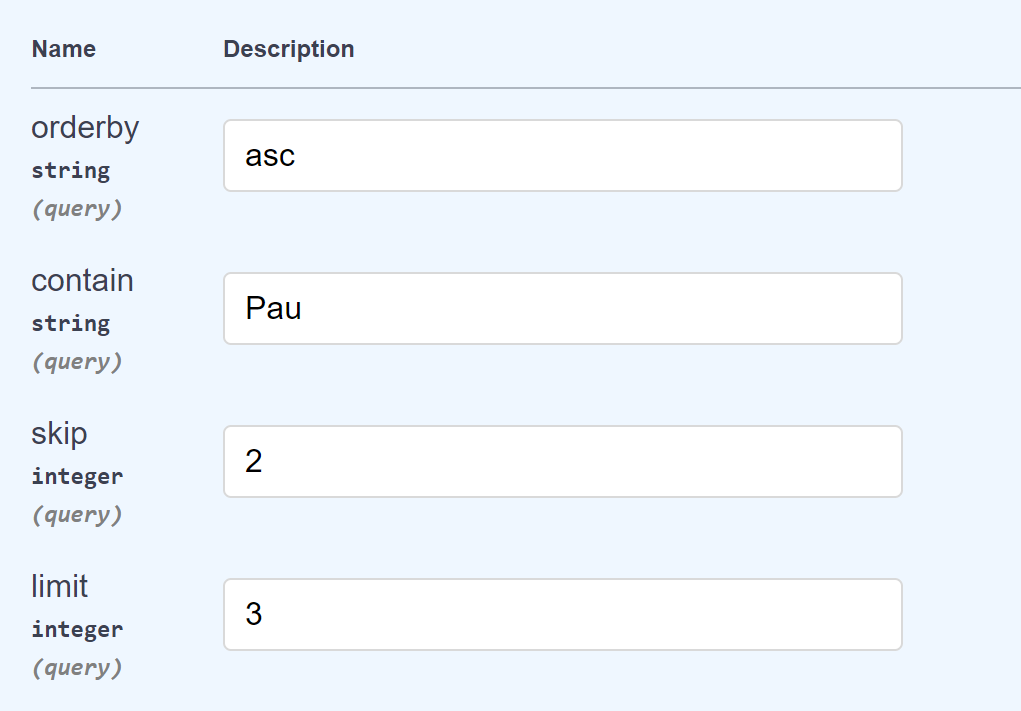 Name Description
orderby
string
(query)
asc
contain
string
(query)
Pau
skip
integer
(query)
2
limit
integer
(query)
3